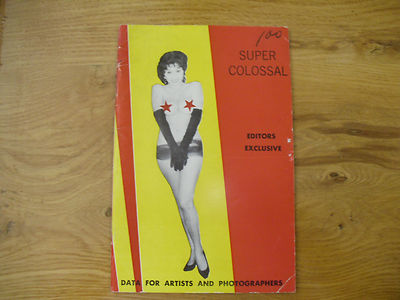 100
SUPER
COLOSSAL
EDITORS
EXCLUSIVE
DATA FOR ARTISTS AND PHOTOGRAPHERS